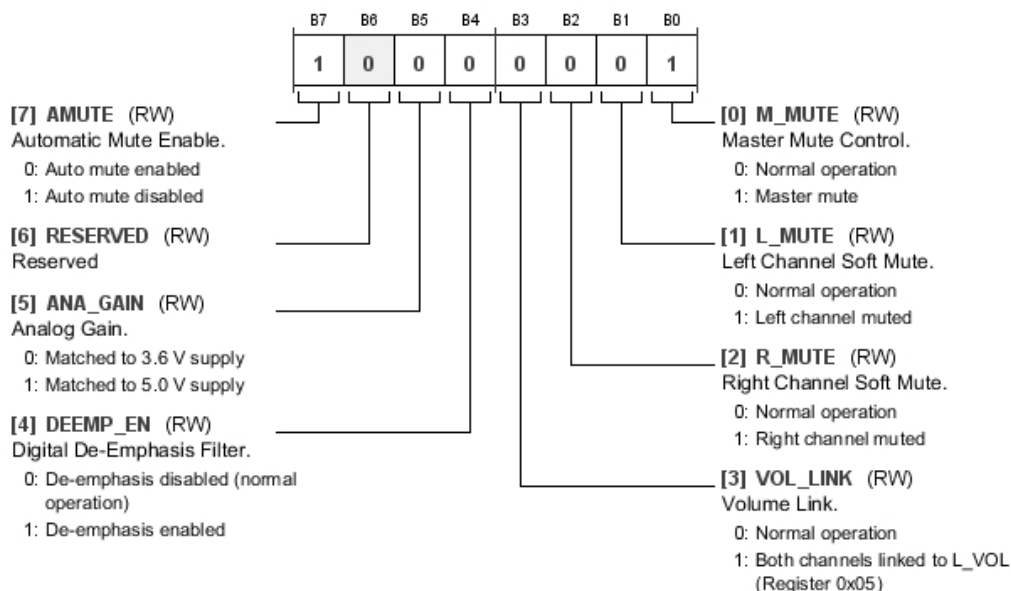 B7 B6 B5 B4 B3 B2 B1 B0
1 0 0 0 0 0 0 1
[7] AMUTE (RW)
Automatic Mute Enable.
0: Auto mute enabled
1: Auto mute disabled
[6] RESERVED (RW)
Reserved
[5] ANA_GAIN (RW)
Analog Gain.
0: Matched to 3.6 V supply
1: Matched to 5.0 V supply
[4] DEEMP_EN (RW)
Digital De-Emphasis Filter.
0: De-emphasis disabled (normal
operation)
1: De-emphasis enabled
[0] M_MUTE (RW)
Master Mute Control.
0: Normal operation
1: Master mute
[1] L_MUTE (RW)
Left Channel Soft Mute.
0: Normal operation
1: Left channel muted
[2] R_MUTE (RW)
Right Channel Soft Mute.
0: Normal operation
1: Right channel muted
[3] VOL_LINK (RW)
Volume Link.
0: Normal operation
1: Both channels linked to L_VOL
(Register 0x05)